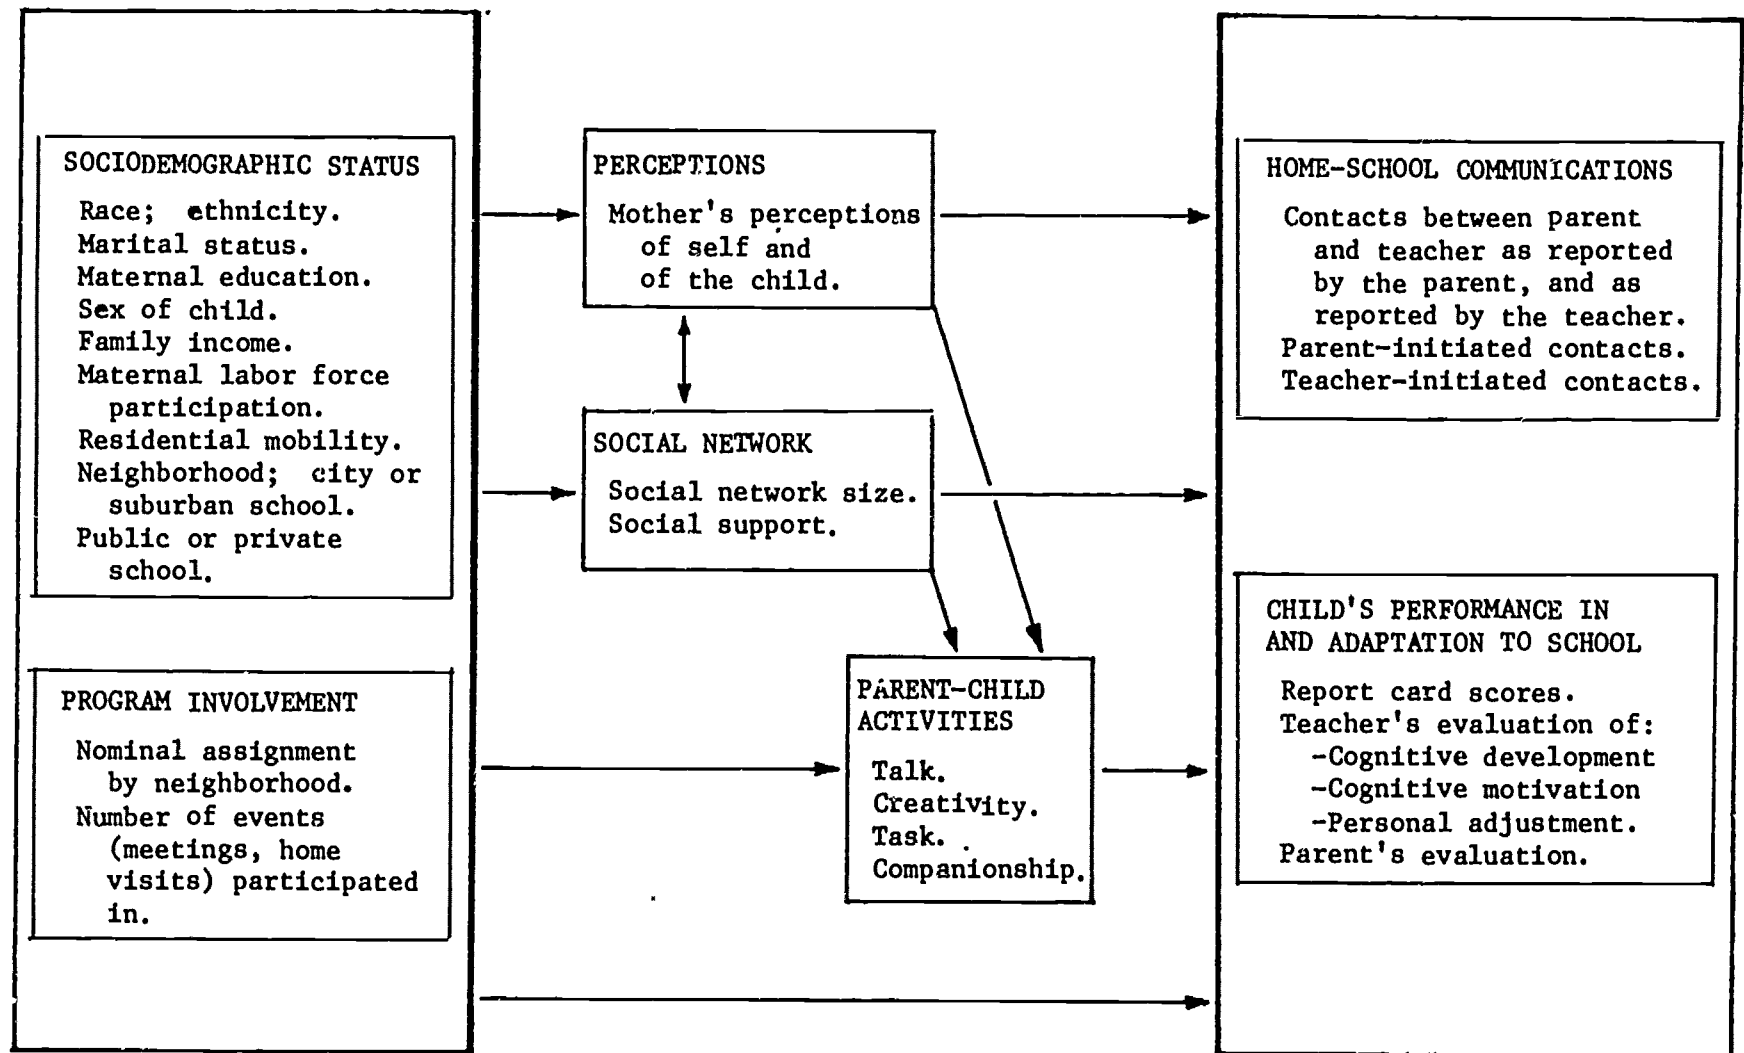 SOCIODEMOGRAPHIC STATUS
Race; ethnicity.
Marital status.
Maternal education.
Sex of child.
Family income.
Maternal labor force
participation.
Residential mobility.
Neighborhood; city or
suburban school.
Public or private
school.
PROGRAM INVOLVEMENT
Nominal assignment
by neighborhood.
Number of events
(meetings, home
visits) participated
in.
PERCEPTIONS
Mother's perceptions
of self and
of the child.
SOCIAL NETWORK
Social network size.
Social support.
PARENT-CHILD
ACTIVITIES
Talk.
Creativity.
Task.
Companionship.
HOME-SCHOOL COMMUNICATIONS
Contacts between parent
and teacher as reported
by the parent, and as
reported by the teacher.
Parent-initiated contacts.
Teacher-initiated contacts.
CHILD'S PERFORMANCE IN
AND ADAPTATION TO SCHOOL
Report card scores.
Teacher's evaluation of:
-Cognitive development
-Cognitive motivation
-Personal adjustment.
Parent's evaluation.